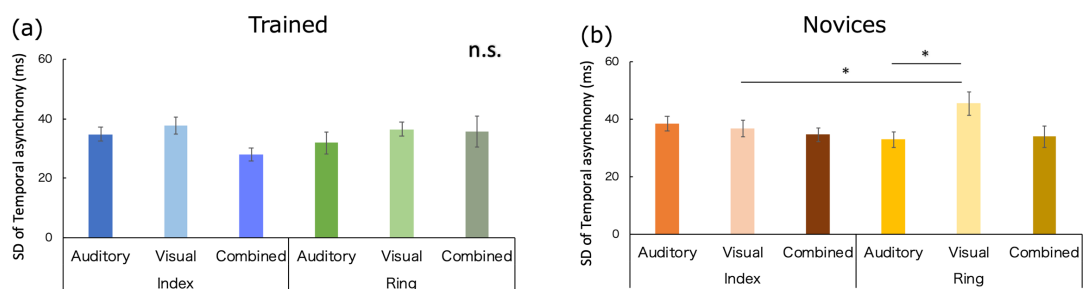 (a)
Trained
n.s.
SD of Temporal asynchrony (ms)
60
40
20
0
Auditory Visual Combined Auditory Visual Combined
Index Ring
(b)
Novices
*
*
SD of Temporal asynchnony (ms)
60
40
20
0
Auditory Visual Combined Auditory Visual Combined
Index Ring